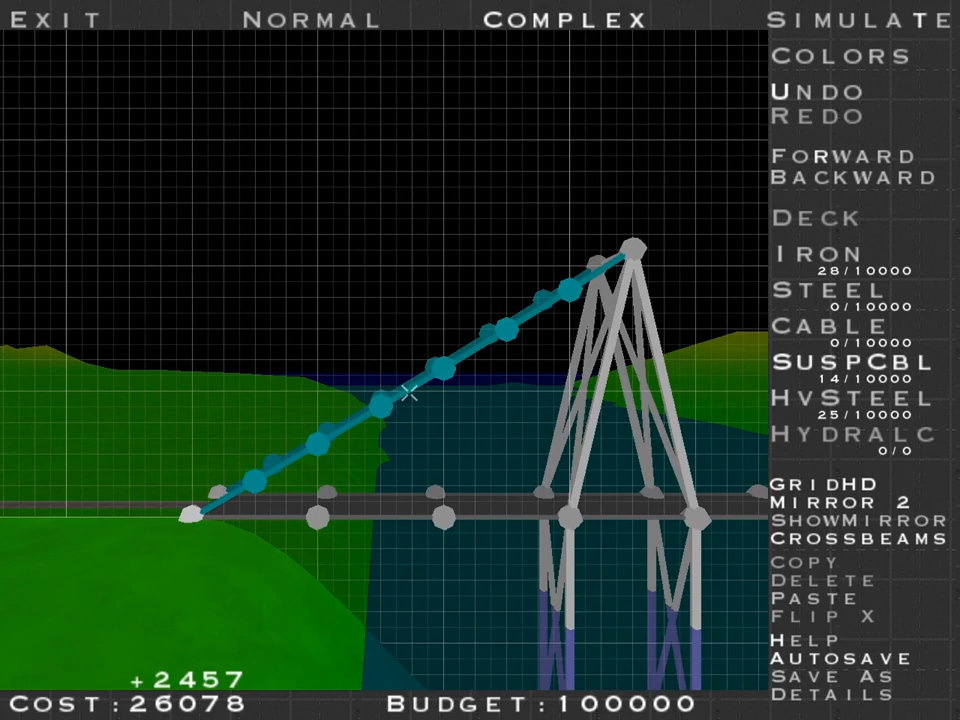 EXIT NORMAL COMPLEX SIMULATE
COLORS
UNDO
REDO
FORWARD
BACKWARD
DECK
IRON
28/10000
STEEL
0/10000
CABLE
0/10000
SUSPCBL
14/10000
HVSTEEL
25/10000
HYDRALC
0/0
GRIDHD
MIRROR 2
SHOWMIRROR
CROSSBEAMS
COPY
DELETE
PASTE
FLIP X
HELP
AUTOSAVE
SAVE AS
DETAILS
+2457
COST:26078 BUDGET:100000